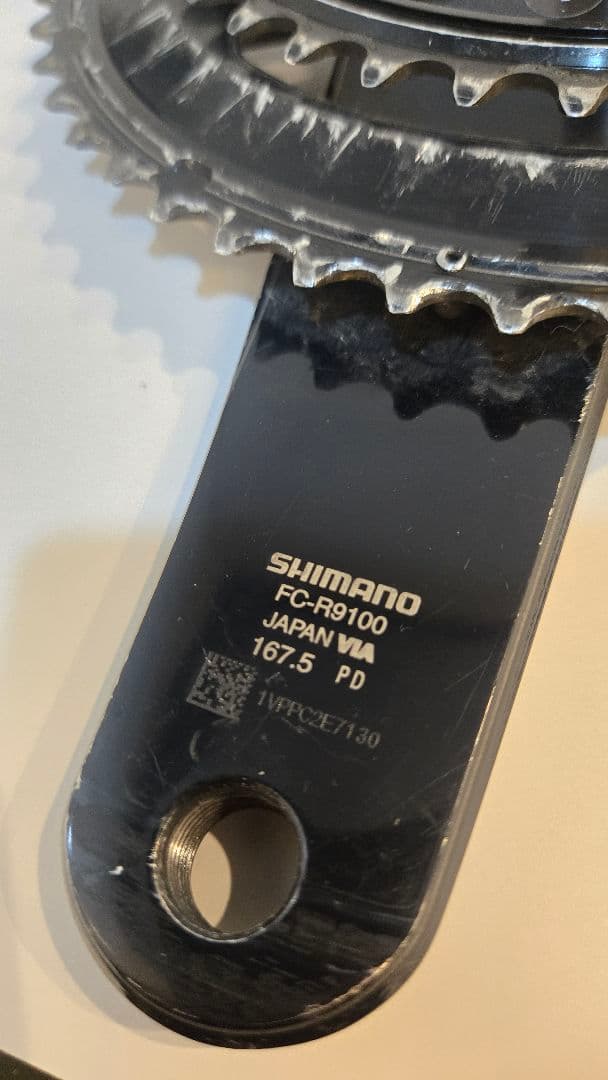 SHIMANO
FC-R9100
JAPAN VIA
167.5 PD
1VPPC2E7130